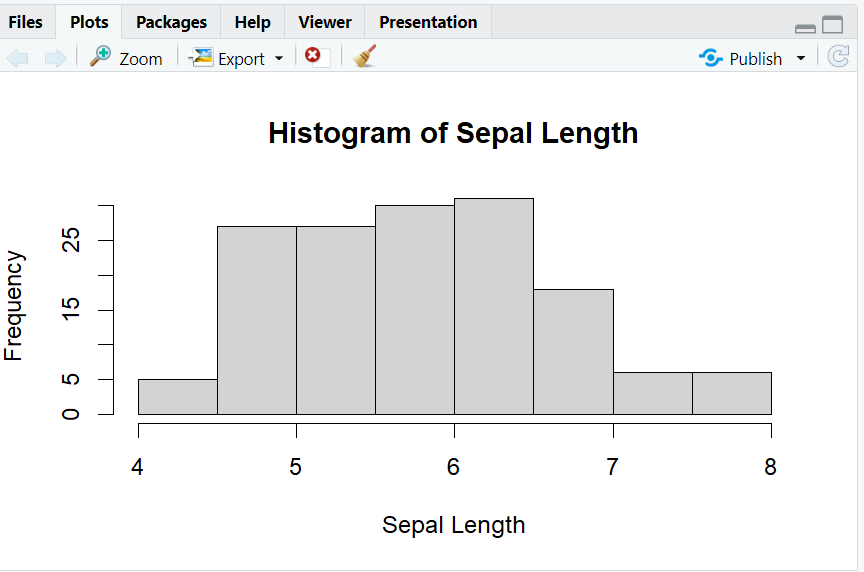 Files Plots Packages Help Viewer Presentation
Zoom Export Publish
Histogram of Sepal Length
Frequency
25
15
5
0
4 5 6 7 8
Sepal Length